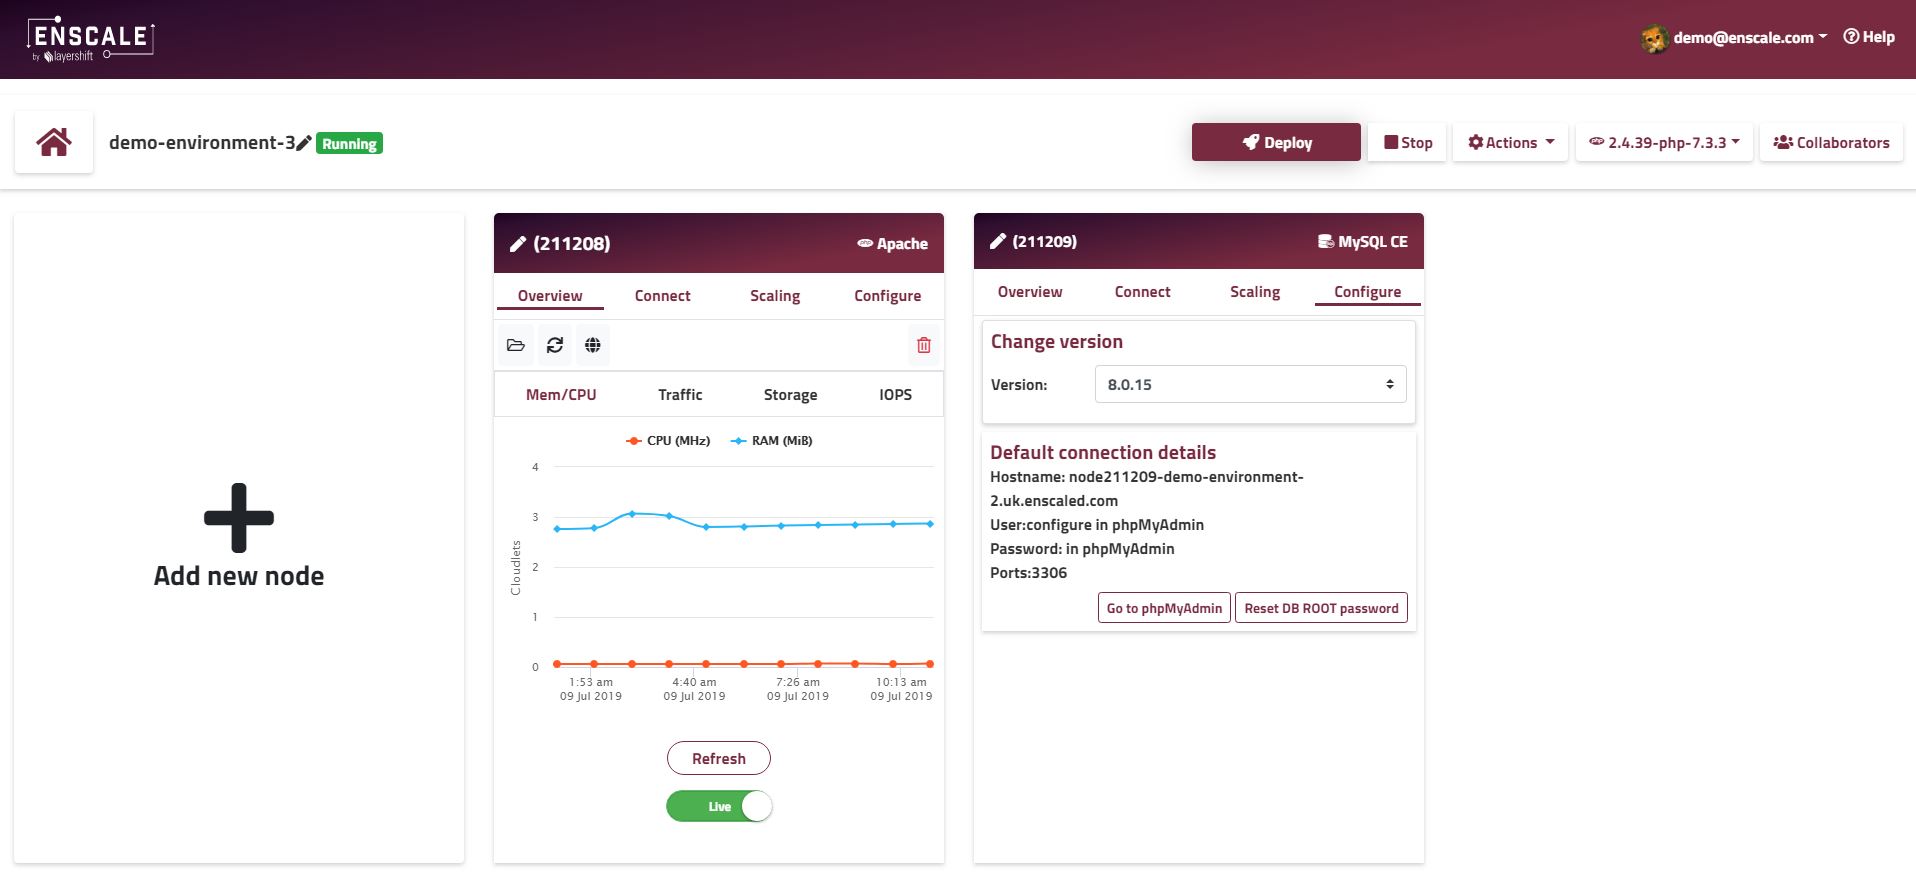 ENSCALE
by layershift
demo@enscale.com
Help
demo-environment-3
Running
Deploy
Stop
Actions
2.4.39-php-7.3.3
Collaborators
Add new node
(211208)
Apache
Overview
Connect
Scaling
Configure
Mem/CPU
Traffic
Storage
IOPS
CPU (MHz)
RAM (MiB)
Cloudlets
4
3
2
1
0
1:53 am
09 Jul 2019
4:40 am
09 Jul 2019
7:26 am
09 Jul 2019
10:13 am
09 Jul 2019
Refresh
Live
(211209)
MySQL CE
Overview
Connect
Scaling
Configure
Change version
Version:
8.0.15
Default connection details
Hostname: node211209-demo-environment-
2.uk.enscaled.com
User:configure in phpMyAdmin
Password: in phpMyAdmin
Ports:3306
Go to phpMyAdmin
Reset DB ROOT password